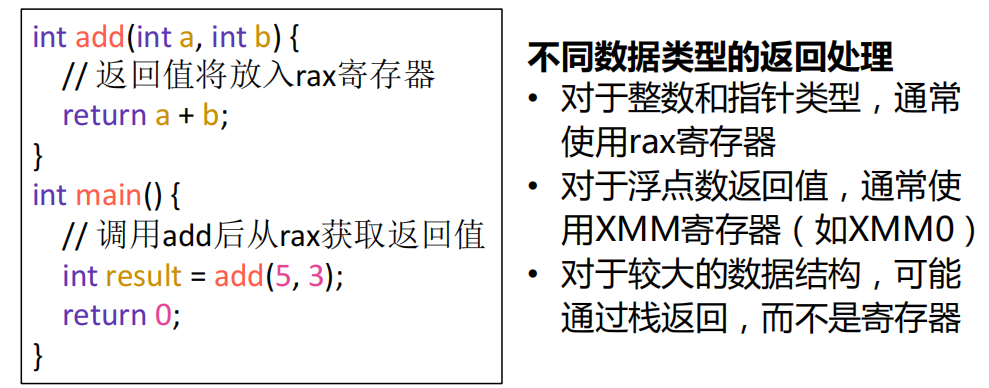 int add(int a, int b) {
// 返回值将放入rax寄存器
return a + b;
}
int main() {
// 调用add后从rax获取返回值
int result = add(5, 3);
return 0;
}
不同数据类型的返回处理
• 对于整数和指针类型，通常
使用rax寄存器
• 对于浮点数返回值，通常使
用XMM寄存器（如XMM0）
• 对于较大的数据结构，可能
通过栈返回，而不是寄存器